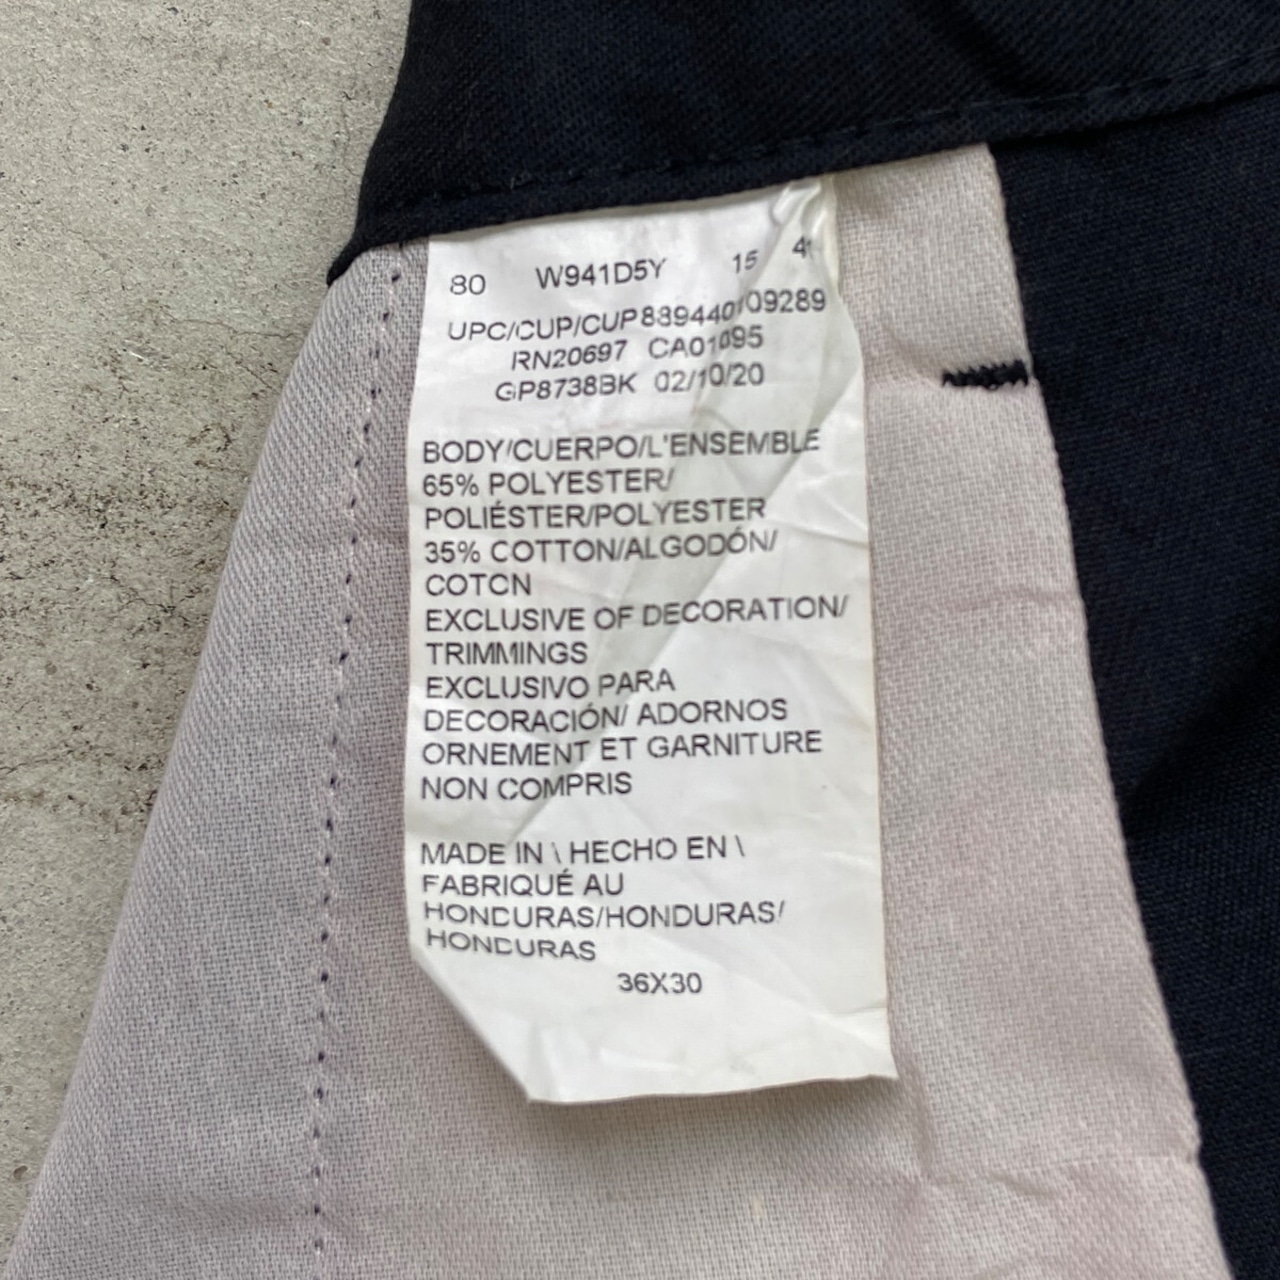 80 W941D5Y 15
UPC/CUP/CUP 889440109289
RN20697 CA01095
GP8738BK 02/10/20
BODY/CUERPO/L'ENSEMBLE
65% POLYESTER/
POLIÉSTER/POLYESTER
35% COTTON/ALGODÓN/
COTON
EXCLUSIVE OF DECORATION/
TRIMMINGS
EXCLUSIVO PARA
DECORACIÓN/ ADORNOS
ORNEMENT ET GARNITURE
NON COMPRIS
MADE IN \ HECHO EN \
FABRIQUÉ AU
HONDURAS/HONDURAS/
HONDURAS
36X30